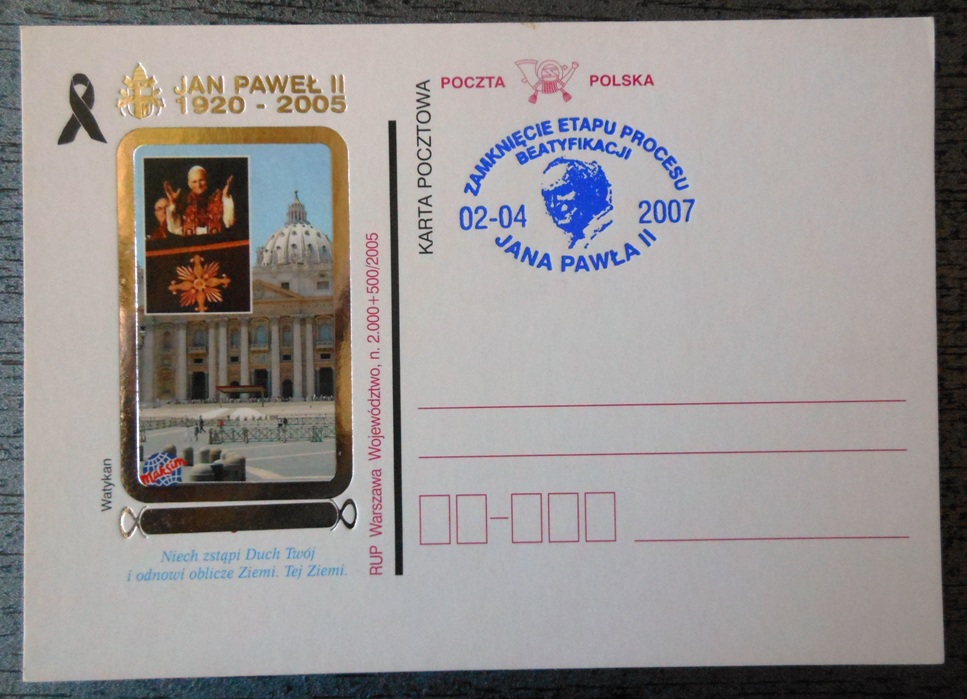 JAN PAWEŁ II
1920 - 2005
Watykan
maksim
Niech zstąpi Duch Twój
i odnowi oblicze Ziemi. Tej Ziemi.
RUP Warszawa Województwo, n. 2.000+500/2005
KARTA POCZTOWA
POCZTA POLSKA
ZAMKNIĘCIE ETAPU PROCESU
BEATYFIKACJI
02-04 2007
JANA PAWŁA II